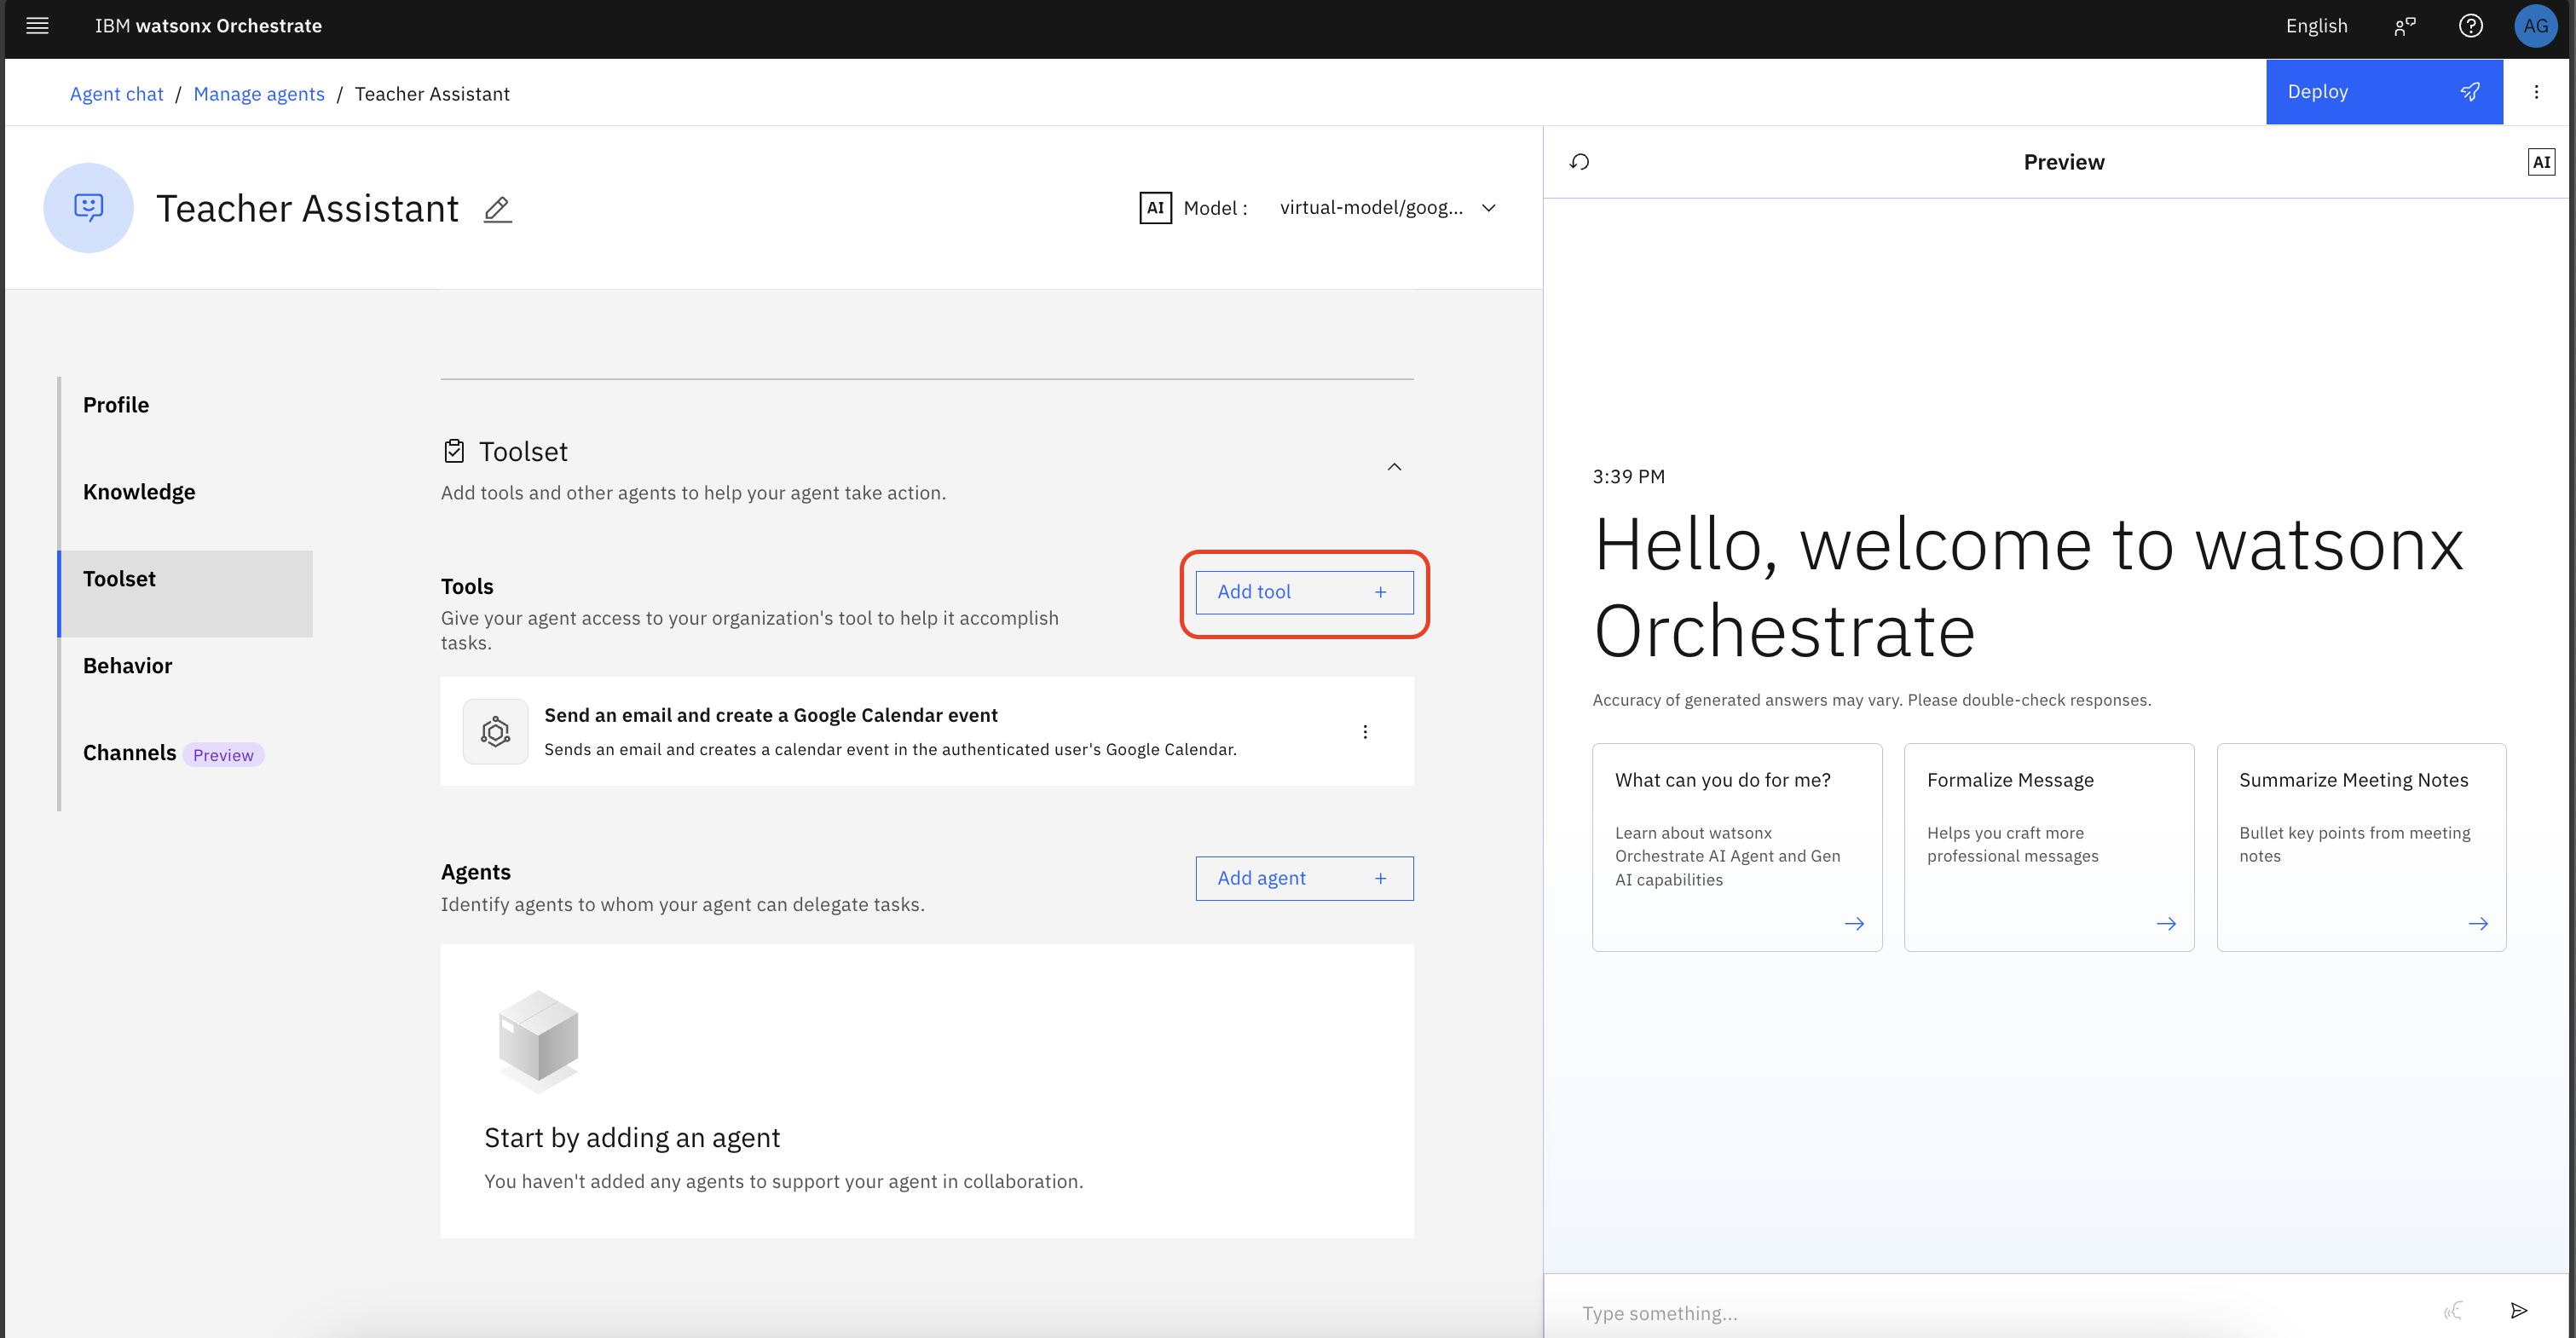 IBM watsonx Orchestrate
English
AG
Agent chat / Manage agents / Teacher Assistant
Deploy
Teacher Assistant
AI Model : virtual-model/goog...
Profile
Knowledge
Toolset
Behavior
Channels Preview
Toolset
Add tools and other agents to help your agent take action.
Tools
Give your agent access to your organization's tool to help it accomplish
tasks.
Add tool +
Send an email and create a Google Calendar event
Sends an email and creates a calendar event in the authenticated user's Google Calendar.
Agents
Identify agents to whom your agent can delegate tasks.
Add agent +
Start by adding an agent
You haven't added any agents to support your agent in collaboration.
Preview
AI
3:39 PM
Hello, welcome to watsonx
Orchestrate
Accuracy of generated answers may vary. Please double-check responses.
What can you do for me?
Learn about watsonx
Orchestrate AI Agent and Gen
AI capabilities
Formalize Message
Helps you craft more
professional messages
Summarize Meeting Notes
Bullet key points from meeting
notes
Type something...